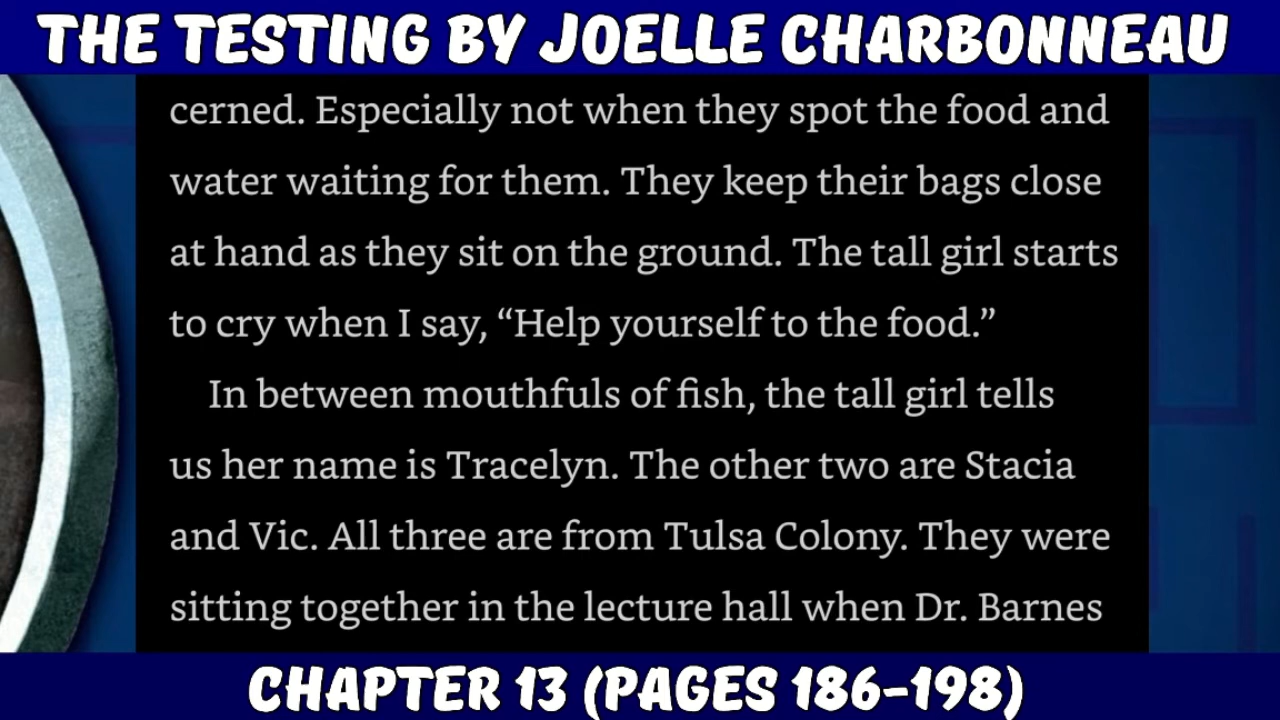 THE TESTING BY JOELLE CHARBONNEAU
cerned. Especially not when they spot the food and
water waiting for them. They keep their bags close
at hand as they sit on the ground. The tall girl starts
to cry when I say, “Help yourself to the food.”
In between mouthfuls of fish, the tall girl tells
us her name is Tracelyn. The other two are Stacia
and Vic. All three are from Tulsa Colony. They were
sitting together in the lecture hall when Dr. Barnes
CHAPTER 13 (PAGES 186-198)